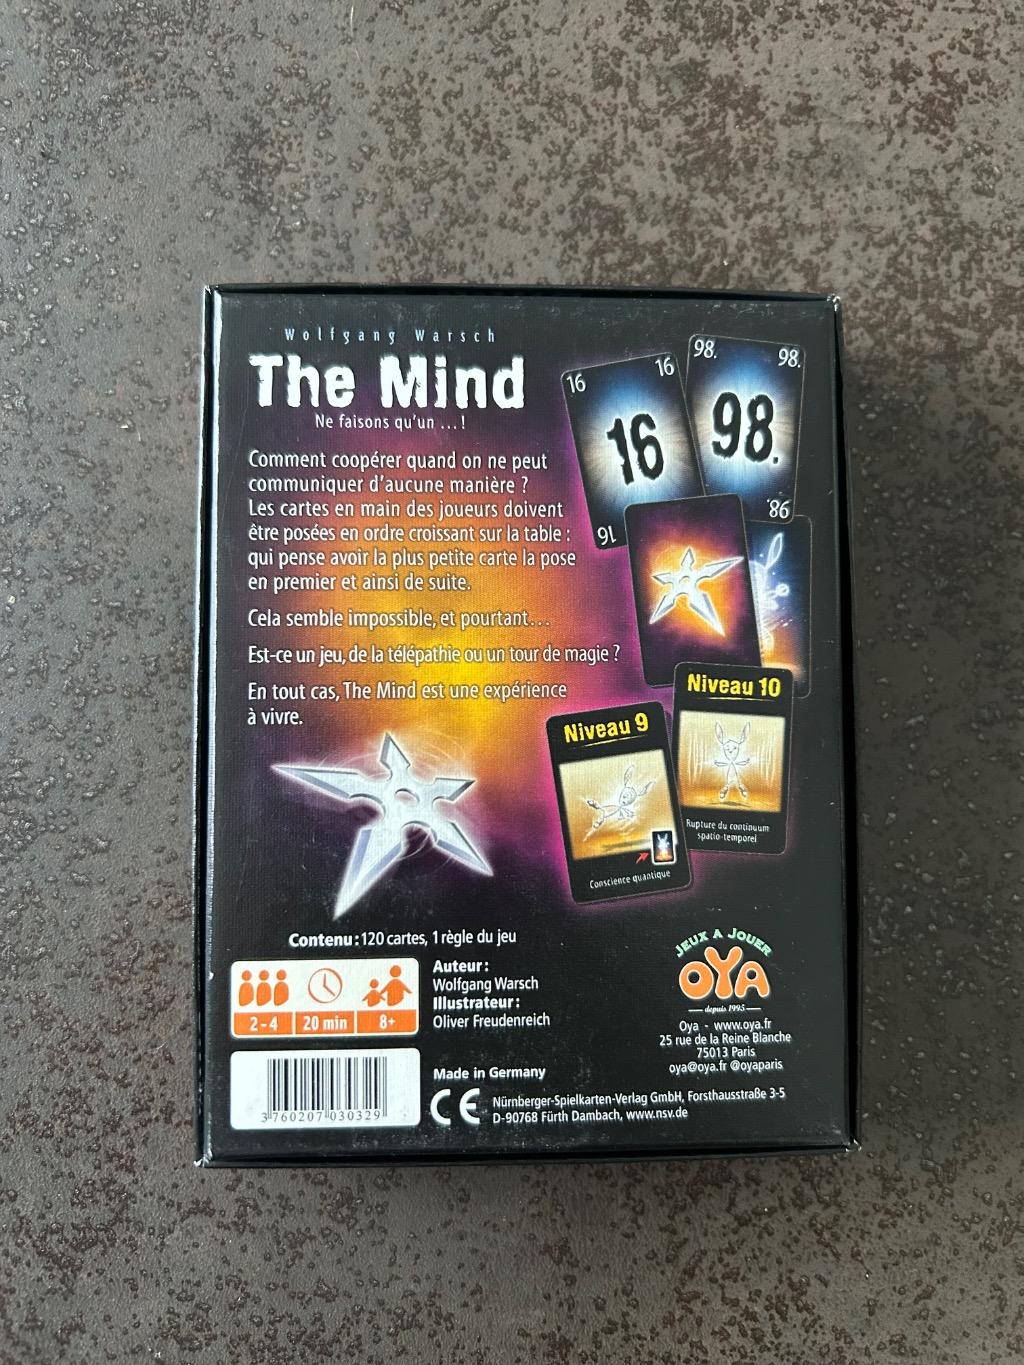 Wolfgang Warsch
The Mind
Ne faisons qu'un ...!
Comment coopérer quand on ne peut
communiquer d'aucune manière ?
Les cartes en main des joueurs doivent
être posées en ordre croissant sur la table :
qui pense avoir la plus petite carte la pose
en premier et ainsi de suite.
Cela semble impossible, et pourtant...
Est-ce un jeu, de la télépathie ou un tour de magie ?
En tout cas, The Mind est une expérience
à vivre.
16 16
16
16
98. 98.
98.
98.
Niveau 9
Conscience quantique
Niveau 10
Rupture du continuum
spatio-temporel
Contenu : 120 cartes, 1 règle du jeu
2-4 20 min 8+
Auteur :
Wolfgang Warsch
Illustrateur :
Oliver Freudenreich
JEUX A JOUER
OYA
depuis 1995
Oya - www.oya.fr
25 rue de la Reine Blanche
75013 Paris
oya@oya.fr @oyaparis
3 760207 030329
Made in Germany
CE
Nürnberger-Spielkarten-Verlag GmbH, Forsthausstraße 3-5
D-90768 Fürth Dambach, www.nsv.de